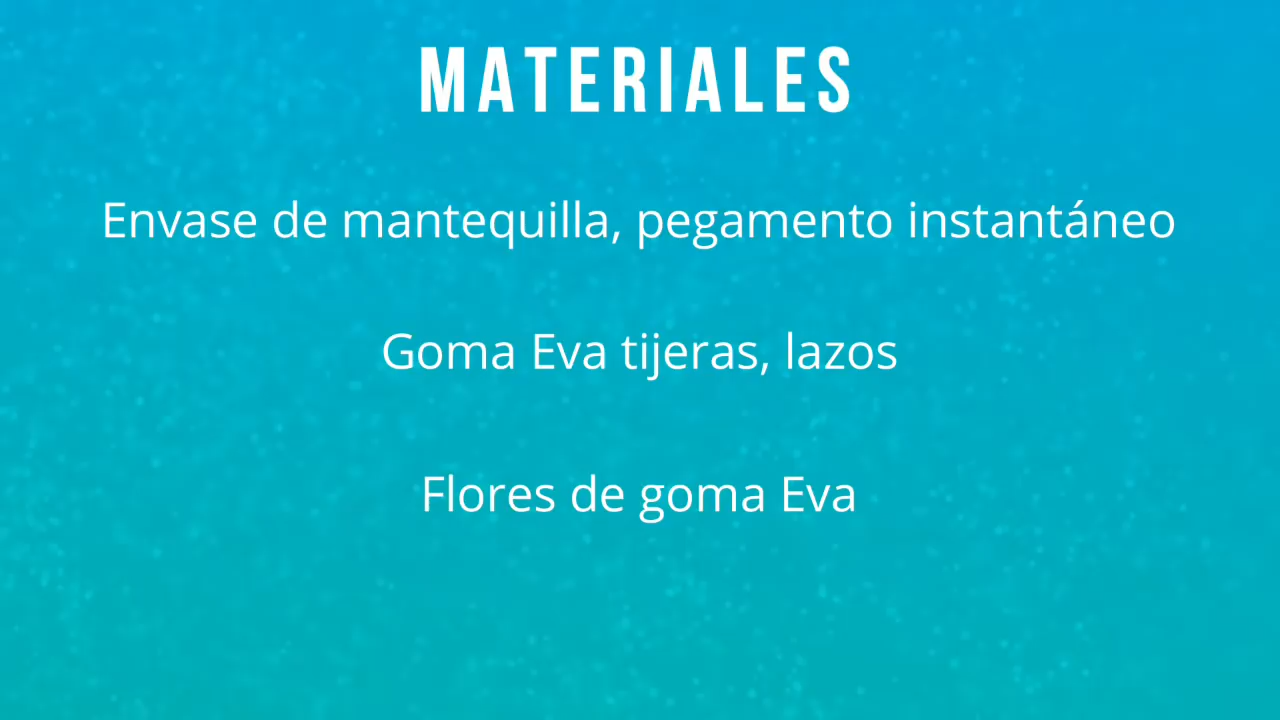 MATERIALES
Envase de mantequilla, pegamento instantáneo
Goma Eva tijeras, lazos
Flores de goma Eva